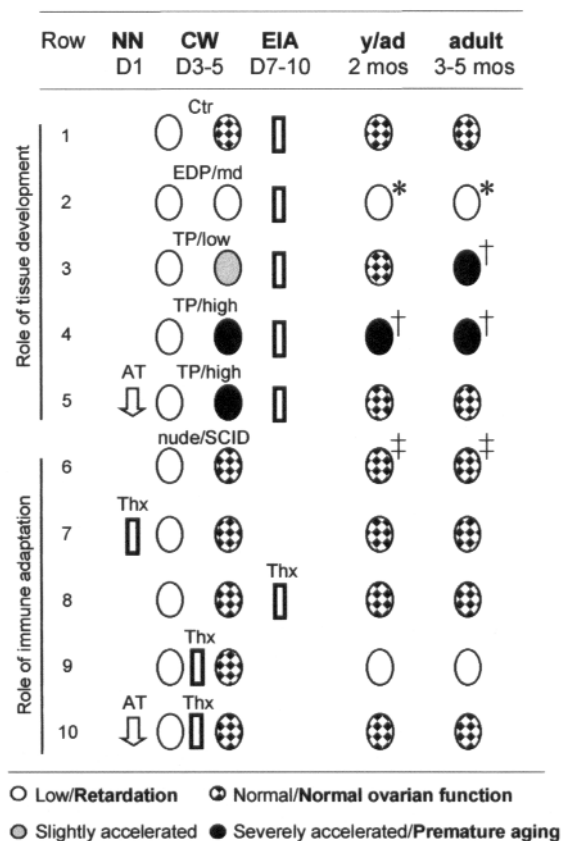 Row NN CW EIA y/ad adult
D1 D3-5 D7-10 2 mos 3-5 mos
Role of tissue development
Ctr
1
EDP/md
2 * *
TP/low
3 †
TP/high
4 † †
AT TP/high
5
Role of immune adaptation
nude/SCID
6 ‡ ‡
Thx
7
Thx
8
Thx
9
AT Thx
10
Low/Retardation Normal/Normal ovarian function
Slightly accelerated Severely accelerated/Premature aging